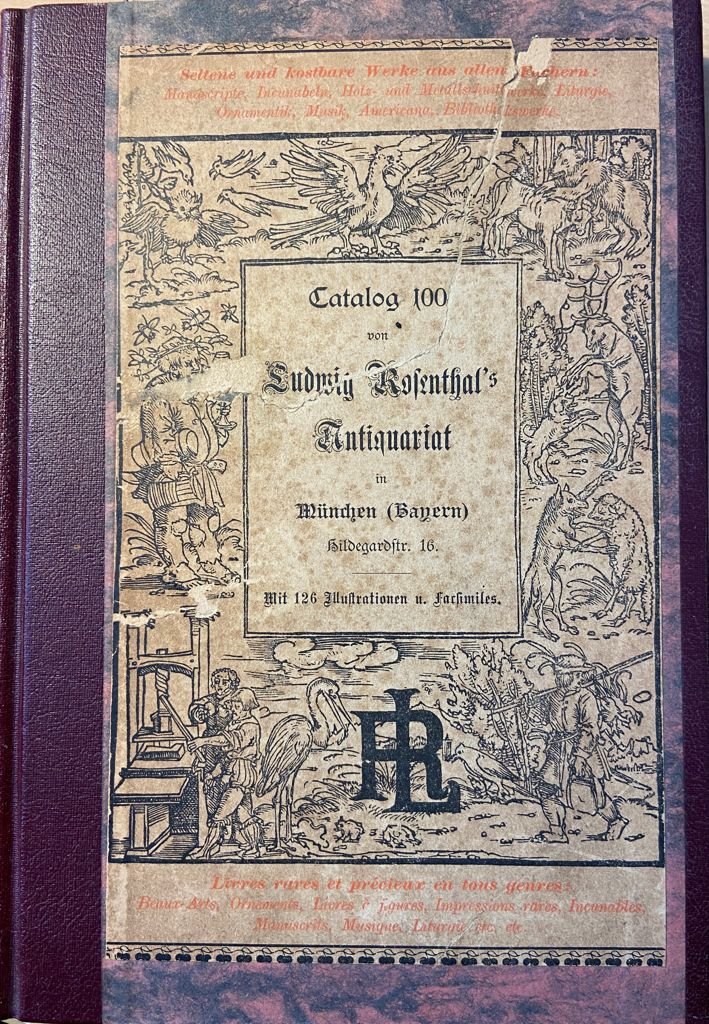 Seltene und kostbare Werke aus allen Fächern:
Manuscripte, Incunabeln, Holz- und Metallschnittwerke, Liturgie,
Ornamentik, Musik, Americana, Bibliothekswerke.
Catalog 100
von
Ludwig Rosenthal's
Antiquariat
in
München (Bayern)
Hildegardstr. 16.
Mit 126 Illustrationen u. Facsimiles.
LR
Livres rares et précieux en tous genres:
Beaux-Arts, Ornements, Livres à figures, Impressions rares, Incunables,
Manuscrits, Musique, Liturgie etc. etc.